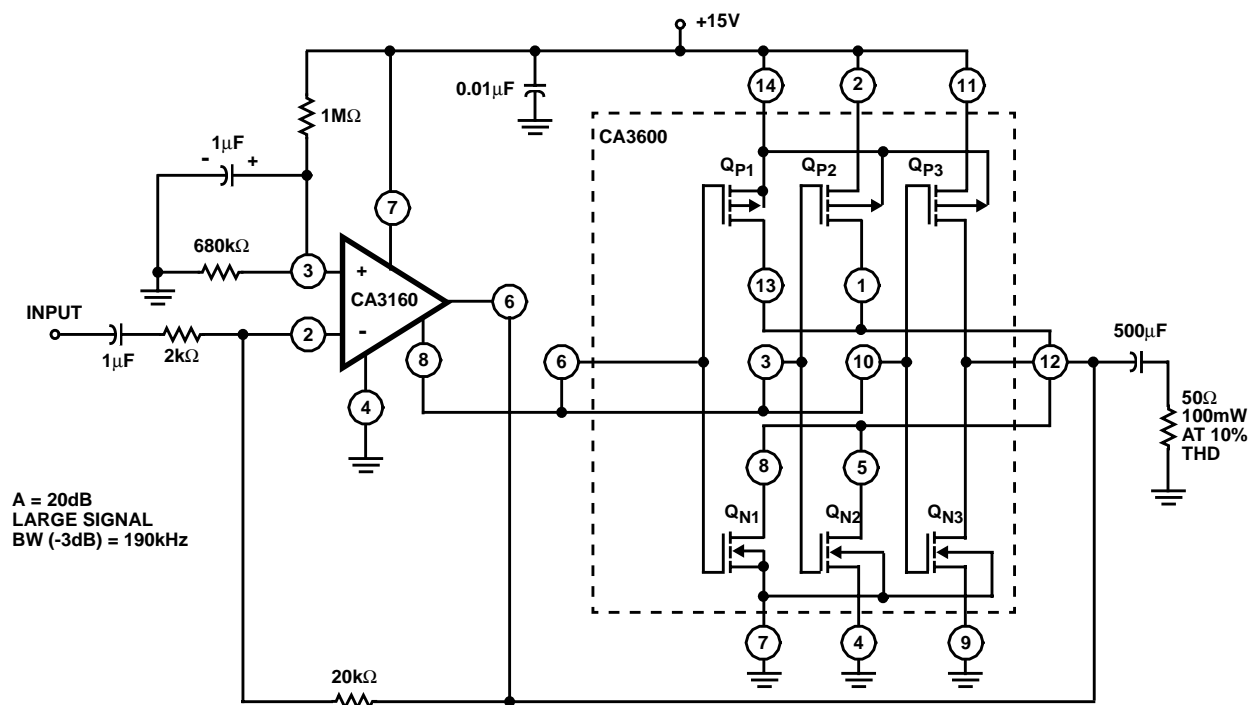 +15V
14
2
11
0.01µF
1MΩ
CA3600
1µF
- +
QP1
QP2
QP3
7
680kΩ
3
+
CA3160
-
6
13
1
INPUT
1µF
2kΩ
2
8
6
3
10
12
500µF
4
50Ω
100mW
AT 10%
THD
8
5
A = 20dB
LARGE SIGNAL
BW (-3dB) = 190kHz
QN1
QN2
QN3
7
4
9
20kΩ